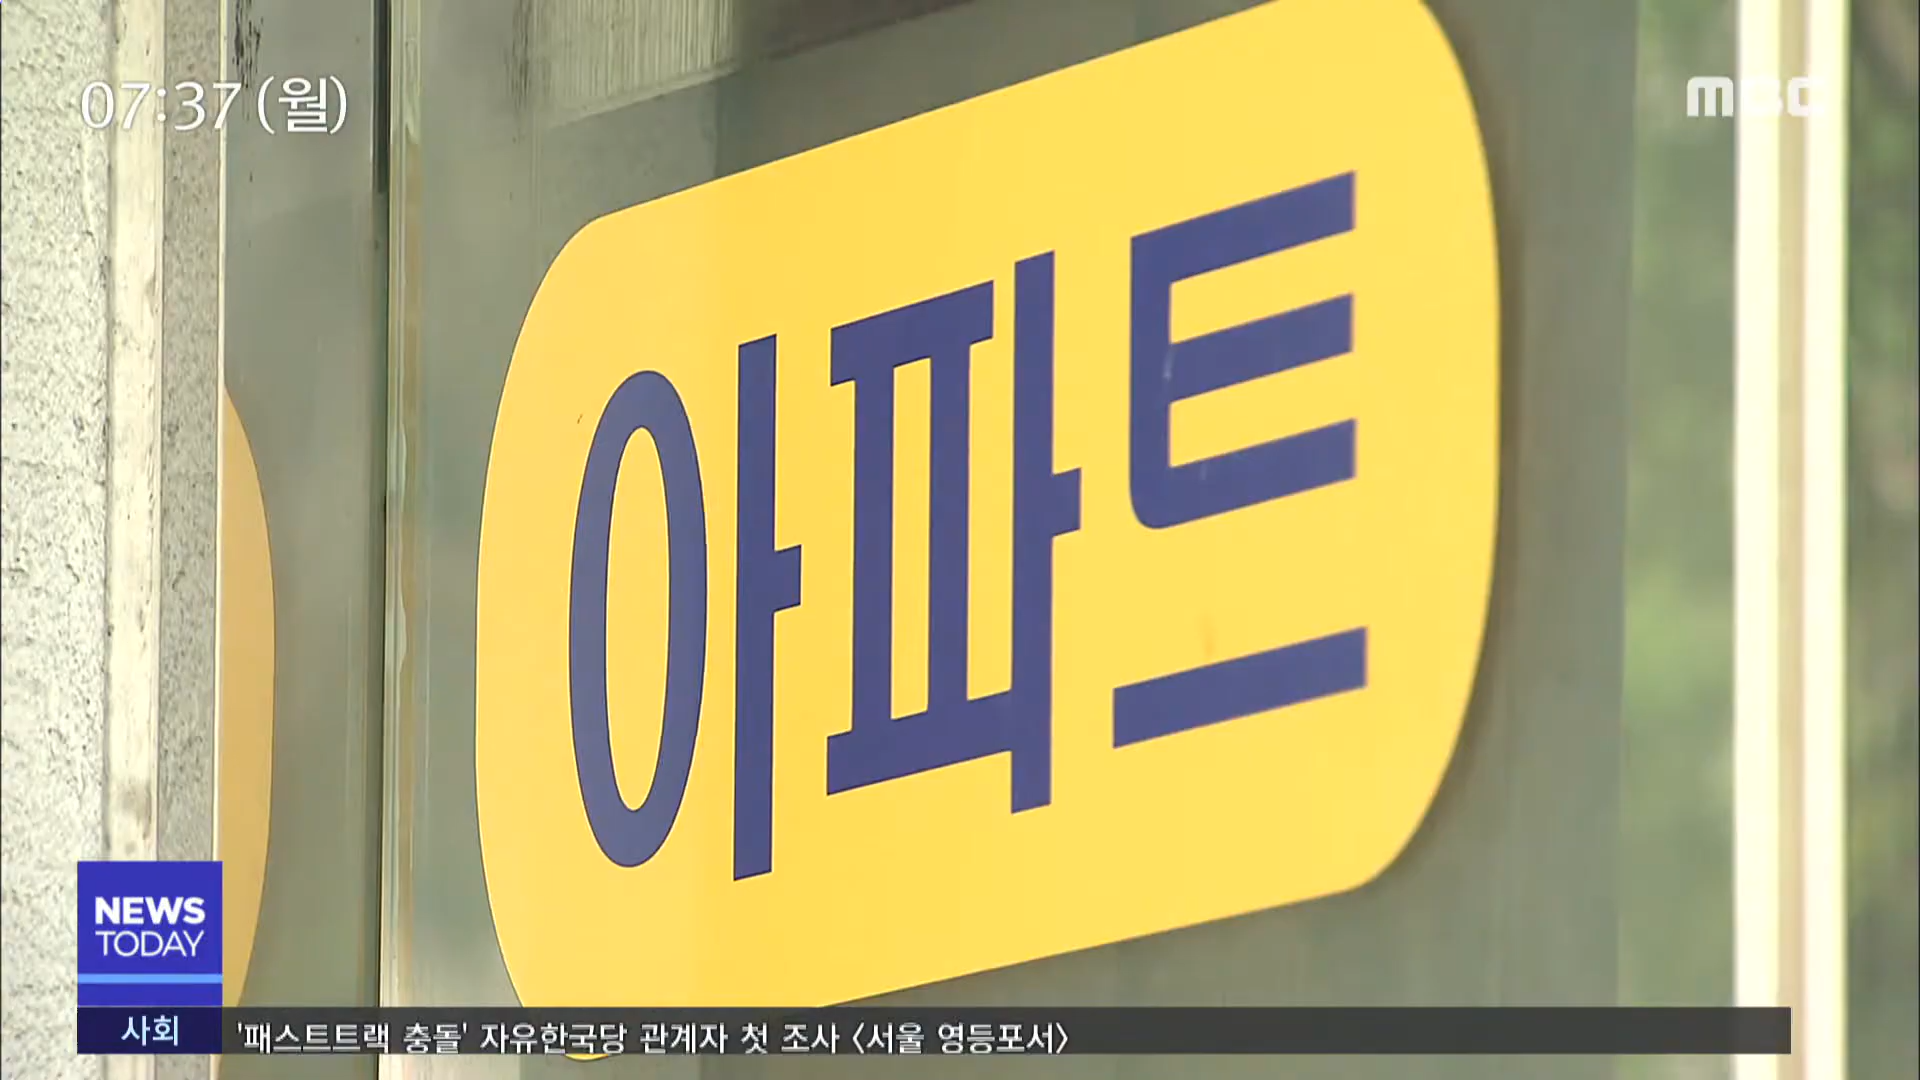 07:37 (월)
MBC
아파트
NEWS
TODAY
사회
'패스트트랙 충돌' 자유한국당 관계자 첫 조사 <서울 영등포서>